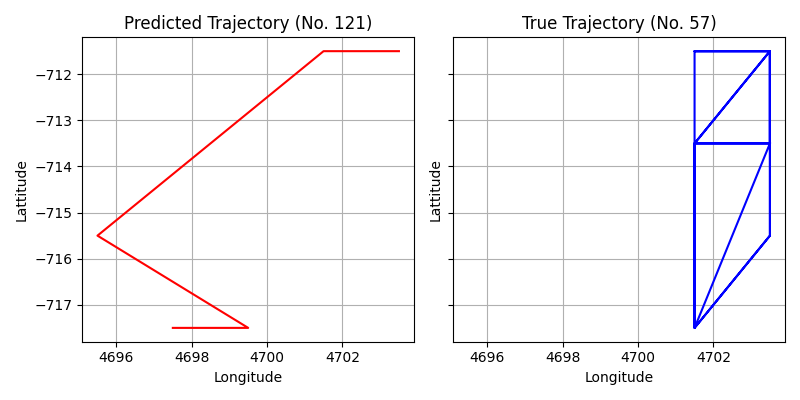 Predicted Trajectory (No. 121)
True Trajectory (No. 57)
Lattitude
−712
−713
−714
−715
−716
−717
4696
4698
4700
4702
Longitude
Lattitude
4696
4698
4700
4702
Longitude